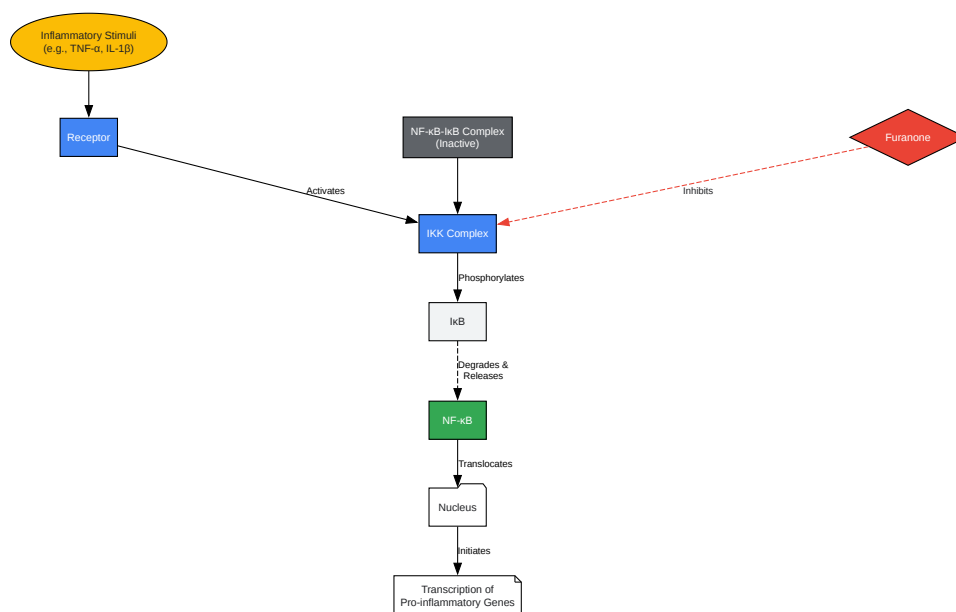 Inflammatory Stimuli
(e.g., TNF-α, IL-1β)
Receptor
NF-κB-IκB Complex
(Inactive)
Furanone
Activates
Inhibits
IKK Complex
Phosphorylates
IκB
Degrades &
Releases
NF-κB
Translocates
Nucleus
Initiates
Transcription of
Pro-inflammatory Genes